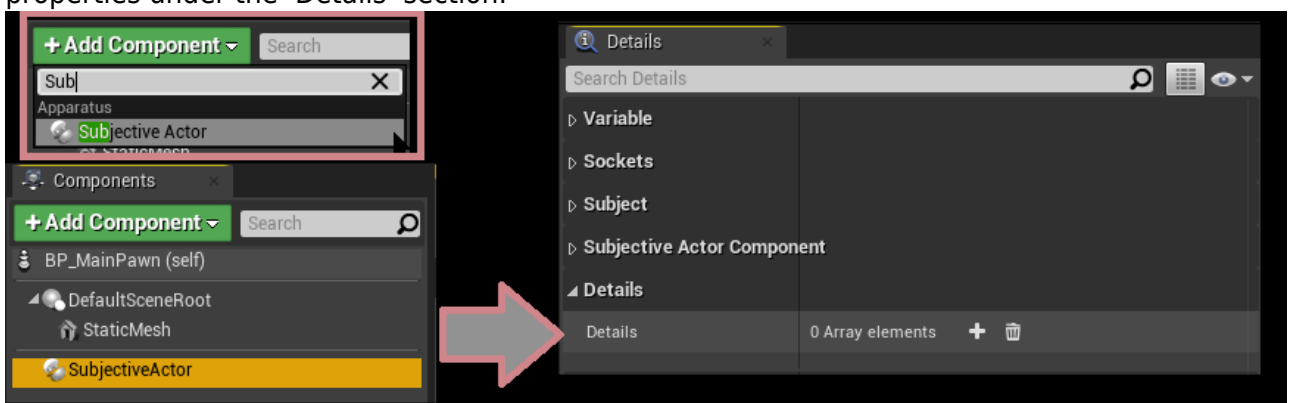 properties under the "Details" section.
+ Add Component Search
Sub
Apparatus
Subjective Actor
StaticMesh
Components
+ Add Component Search
BP_MainPawn (self)
DefaultSceneRoot
StaticMesh
SubjectiveActor
Details
Search Details
Variable
Sockets
Subject
Subjective Actor Component
Details
Details 0 Array elements